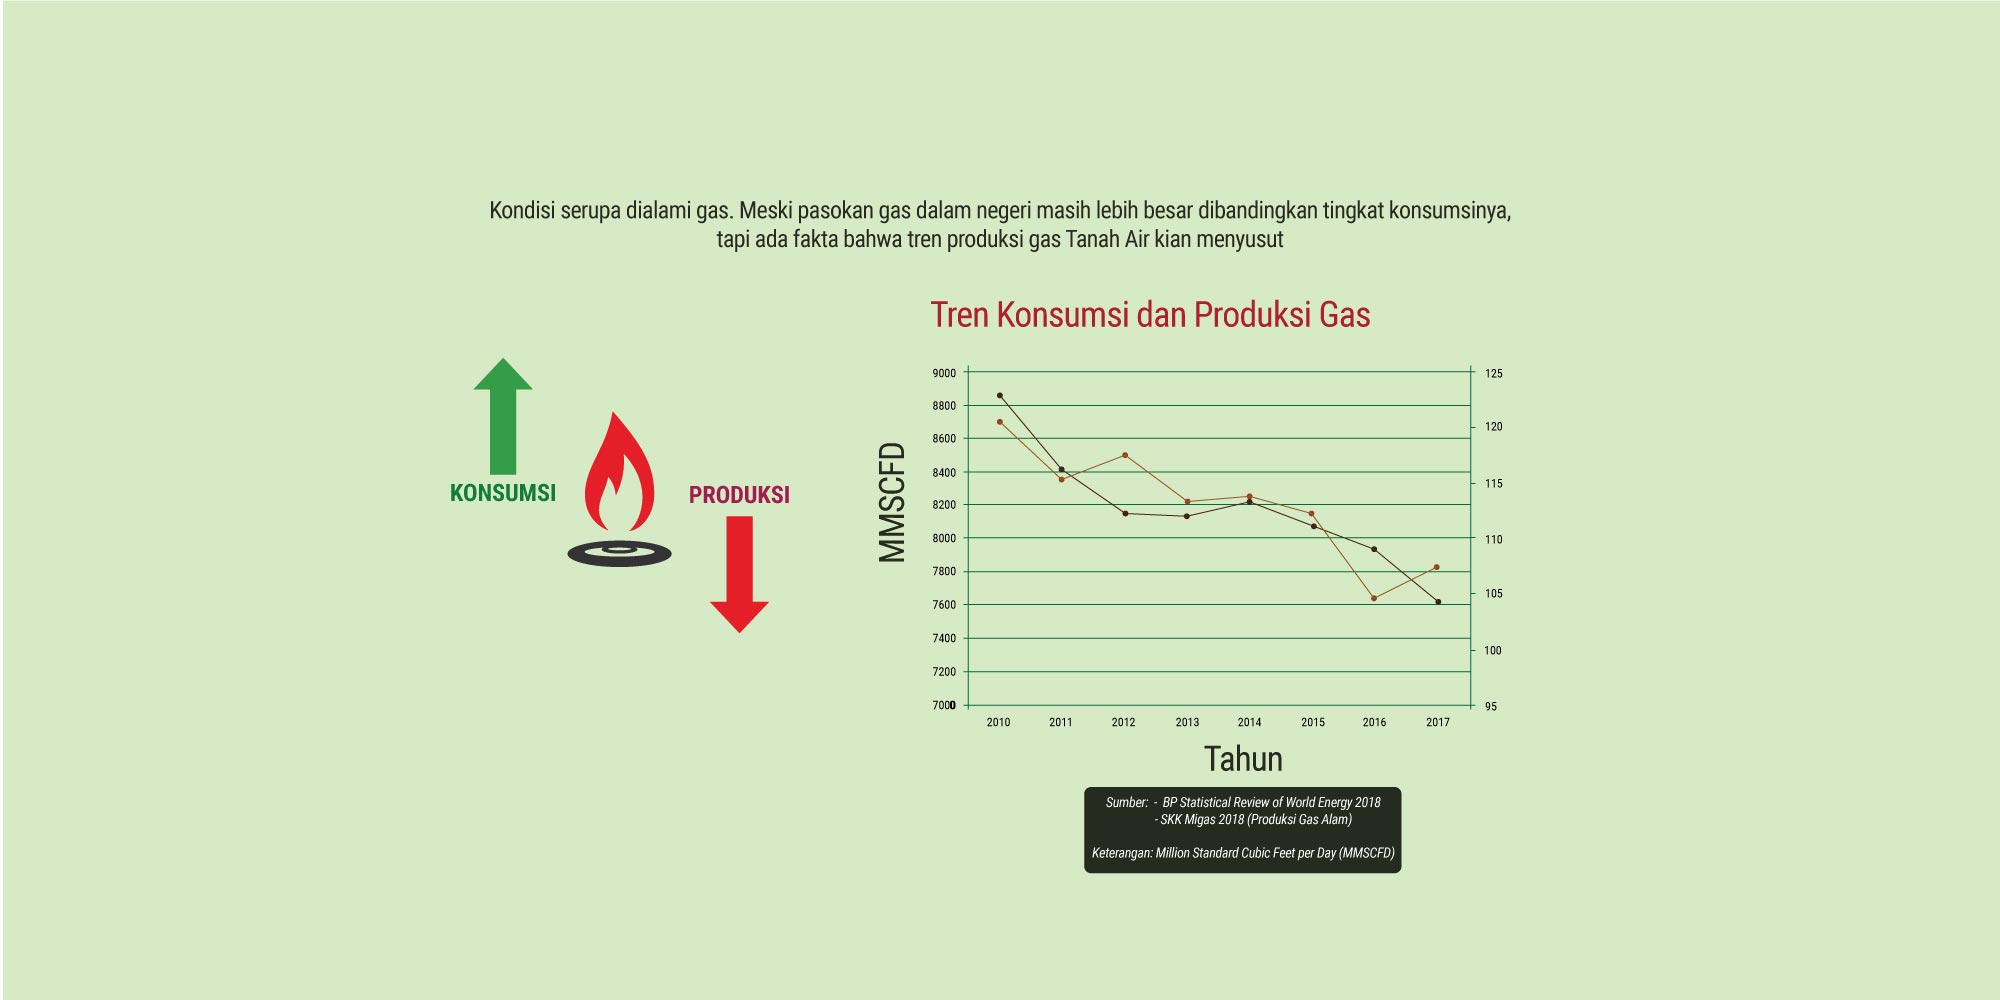 Kondisi serupa dialami gas. Meski pasokan gas dalam negeri masih lebih besar dibandingkan tingkat konsumsinya,
tapi ada fakta bahwa tren produksi gas Tanah Air kian menyusut
KONSUMSI
PRODUKSI
Tren Konsumsi dan Produksi Gas
MMSCFD
9000
8800
8600
8400
8200
8000
7800
7600
7400
7200
7000
125
120
115
110
105
100
95
2010 2011 2012 2013 2014 2015 2016 2017
Tahun
Sumber: - BP Statistical Review of World Energy 2018
- SKK Migas 2018 (Produksi Gas Alam)
Keterangan: Million Standard Cubic Feet per Day (MMSCFD)